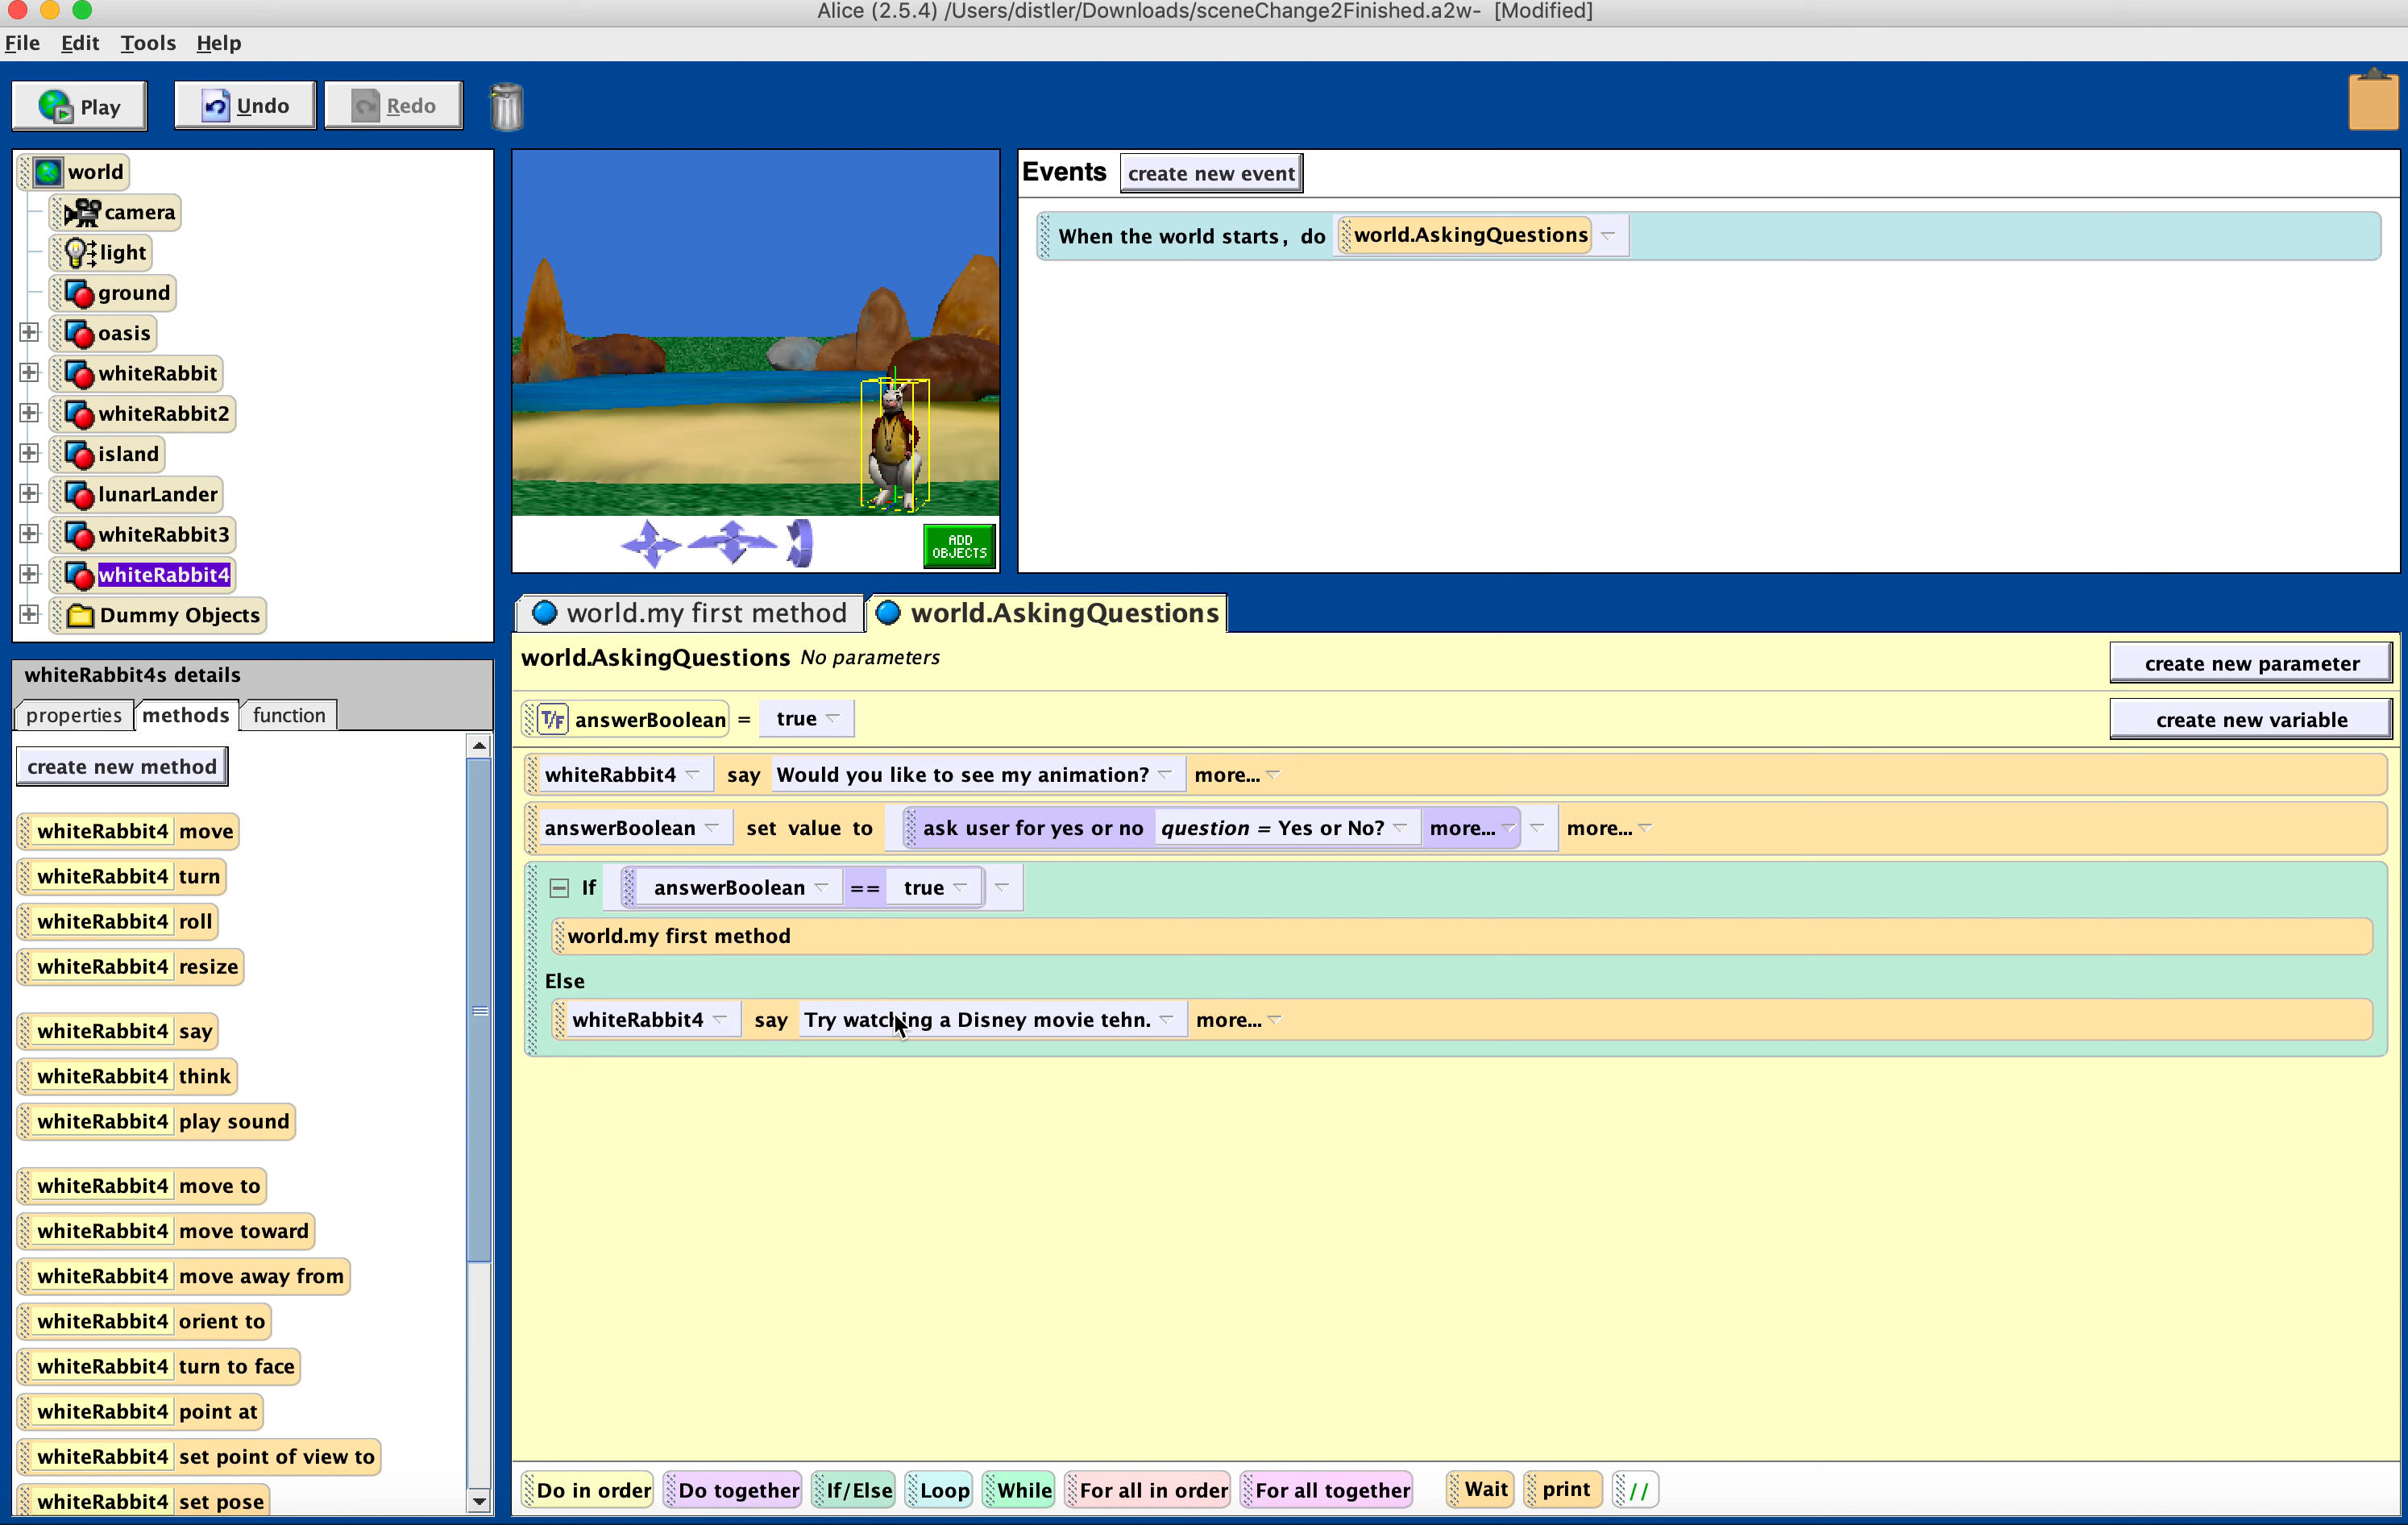 Alice (2.5.4) /Users/distler/Downloads/sceneChange2Finished.a2w- [Modified]
File Edit Tools Help
Play Undo Redo
world
camera
light
ground
oasis
whiteRabbit
whiteRabbit2
island
lunarLander
whiteRabbit3
whiteRabbit4
Dummy Objects
ADD
OBJECTS
Events create new event
When the world starts, do world.AskingQuestions
whiteRabbit4s details
properties methods function
create new method
whiteRabbit4 move
whiteRabbit4 turn
whiteRabbit4 roll
whiteRabbit4 resize
whiteRabbit4 say
whiteRabbit4 think
whiteRabbit4 play sound
whiteRabbit4 move to
whiteRabbit4 move toward
whiteRabbit4 move away from
whiteRabbit4 orient to
whiteRabbit4 turn to face
whiteRabbit4 point at
whiteRabbit4 set point of view to
whiteRabbit4 set pose
world.my first method world.AskingQuestions
world.AskingQuestions No parameters create new parameter
T/F answerBoolean = true create new variable
whiteRabbit4 say Would you like to see my animation? more...
answerBoolean set value to ask user for yes or no question = Yes or No? more... more...
If answerBoolean == true
world.my first method
Else
whiteRabbit4 say Try watching a Disney movie tehn. more...
Do in order Do together If/Else Loop While For all in order For all together Wait print //